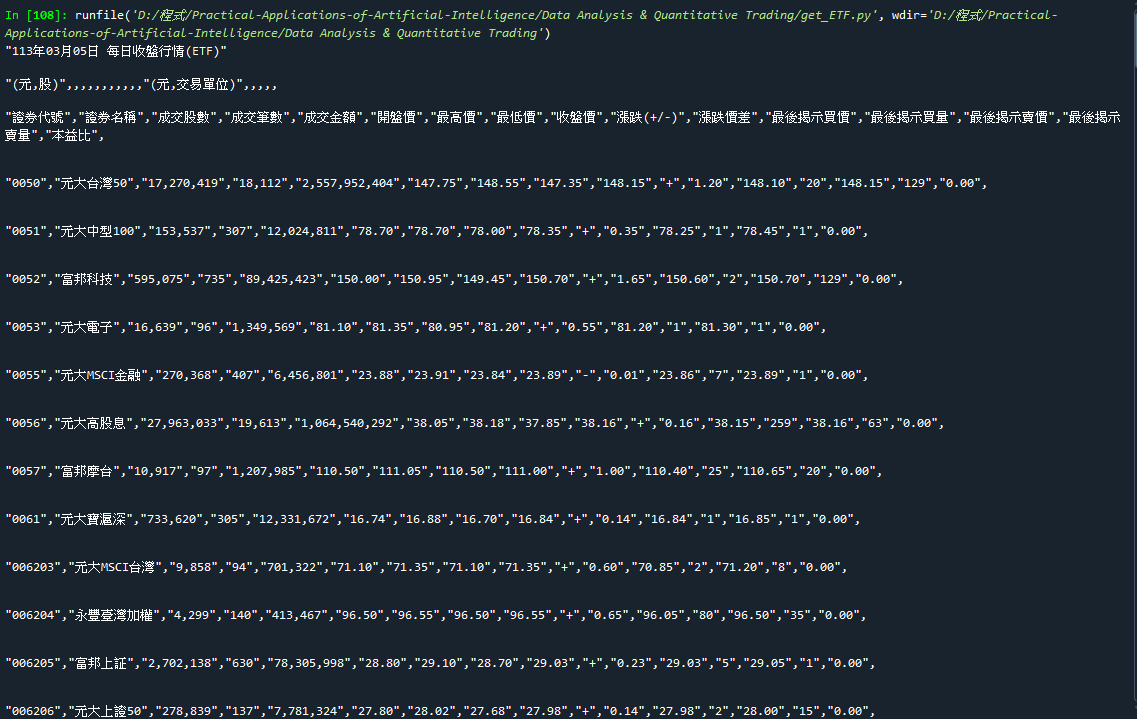 In [108]: runfile('D:/程式/Practical-Applications-of-Artificial-Intelligence/Data Analysis & Quantitative Trading/get_ETF.py', wdir='D:/程式/Practical-
Applications-of-Artificial-Intelligence/Data Analysis & Quantitative Trading')
"113年03月05日 每日收盤行情(ETF)"
"(元,股)",,,,,,,,,,,"(元,交易單位)",,,,,
"證券代號","證券名稱","成交股數","成交筆數","成交金額","開盤價","最高價","最低價","收盤價","漲跌(+/-)","漲跌價差","最後揭示買價","最後揭示買量","最後揭示賣價","最後揭示
賣量","本益比",
"0050","元大台灣50","17,270,419","18,112","2,557,952,404","147.75","148.55","147.35","148.15","+","1.20","148.10","20","148.15","129","0.00",
"0051","元大中型100","153,537","307","12,024,811","78.70","78.70","78.00","78.35","+","0.35","78.25","1","78.45","1","0.00",
"0052","富邦科技","595,075","735","89,425,423","150.00","150.95","149.45","150.70","+","1.65","150.60","2","150.70","129","0.00",
"0053","元大電子","16,639","96","1,349,569","81.10","81.35","80.95","81.20","+","0.55","81.20","1","81.30","1","0.00",
"0055","元大MSCI金融","270,368","407","6,456,801","23.88","23.91","23.84","23.89","-","0.01","23.86","7","23.89","1","0.00",
"0056","元大高股息","27,963,033","19,613","1,064,540,292","38.05","38.18","37.85","38.16","+","0.16","38.15","259","38.16","63","0.00",
"0057","富邦摩台","10,917","97","1,207,985","110.50","111.05","110.50","111.00","+","1.00","110.40","25","110.65","20","0.00",
"0061","元大寶滬深","733,620","305","12,331,672","16.74","16.88","16.70","16.84","+","0.14","16.84","1","16.85","1","0.00",
"006203","元大MSCI台灣","9,858","94","701,322","71.10","71.35","71.10","71.35","+","0.60","70.85","2","71.20","8","0.00",
"006204","永豐臺灣加權","4,299","140","413,467","96.50","96.55","96.50","96.55","+","0.65","96.05","80","96.50","35","0.00",
"006205","富邦上証","2,702,138","630","78,305,998","28.80","29.10","28.70","29.03","+","0.23","29.03","5","29.05","1","0.00",
"006206","元大上證50","278,839","137","7,781,324","27.80","28.02","27.68","27.98","+","0.14","27.98","2","28.00","15","0.00",